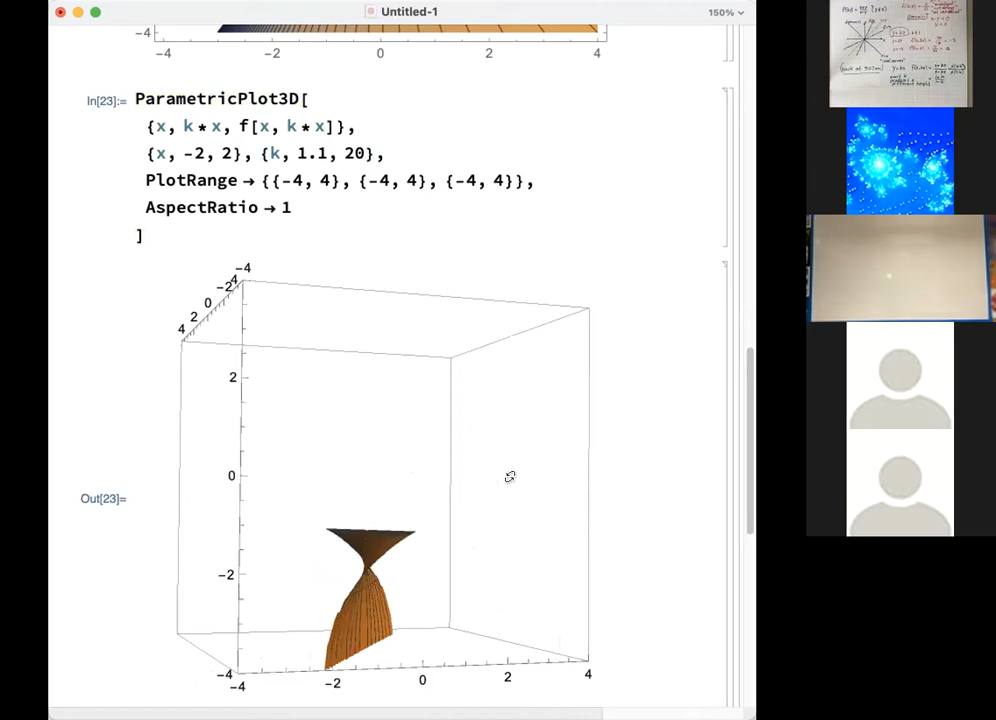 Untitled-1
150%
-4
-4
-2
0
2
4
In[23]:=
ParametricPlot3D[
{x, k * x, f[x, k * x]},
{x, -2, 2}, {k, 1.1, 20},
PlotRange → {{-4, 4}, {-4, 4}, {-4, 4}},
AspectRatio → 1
]
-4
-2
0
2
4
-4
2
0
-2
-4
Out[23]=
-4
-2
0
2
4